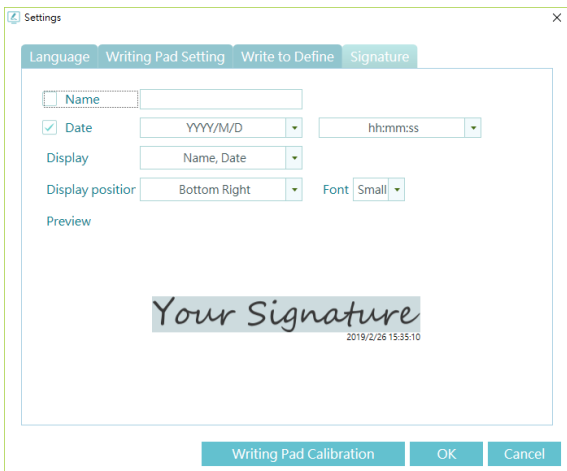 Settings
Language Writing Pad Setting Write to Define Signature
Name
Date YYYY/M/D hh:mm:ss
Display Name, Date
Display position Bottom Right Font Small
Preview
Your Signature
2019/2/26 15:35:10
Writing Pad Calibration OK Cancel